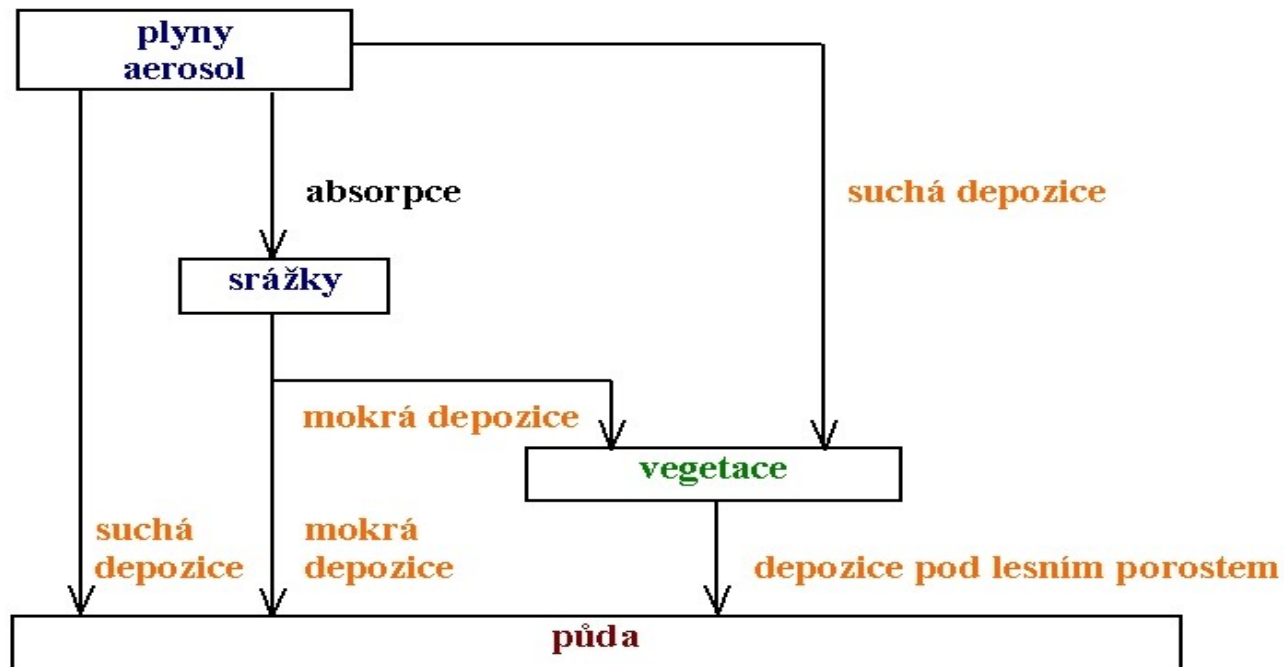 plyny
aerosol
absorpce
suchá depozice
srážky
mokrá depozice
vegetace
suchá
depozice
mokrá
depozice
depozice pod lesním porostem
půda